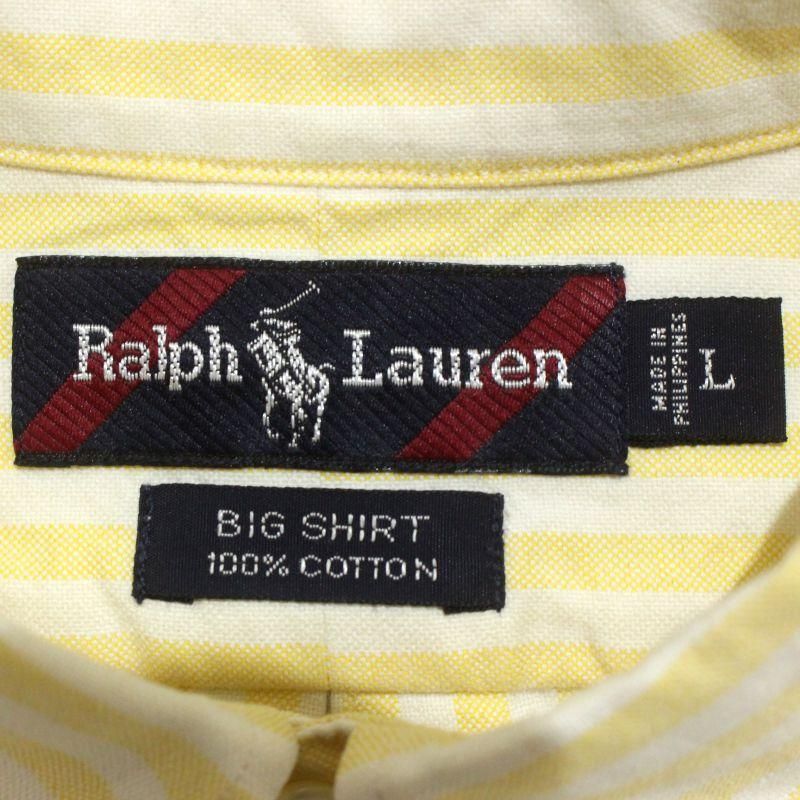 Ralph Lauren
MADE IN
PHILIPPINES
L
BIG SHIRT
100% COTTON